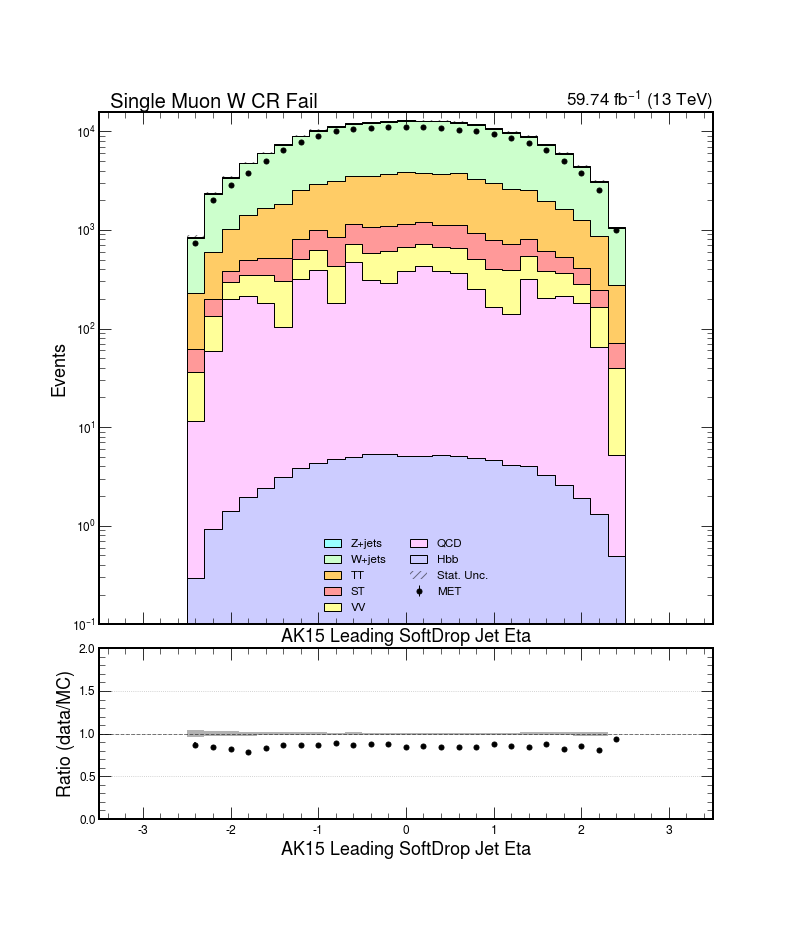 Single Muon W CR Fail
59.74 fb⁻¹ (13 TeV)
10⁴
10³
10²
10¹
10⁰
10⁻¹
Events
Z+jets
W+jets
TT
ST
VV
QCD
Hbb
Stat. Unc.
MET
AK15 Leading SoftDrop Jet Eta
2.0
1.5
1.0
0.5
0.0
Ratio (data/MC)
-3 -2 -1 0 1 2 3
AK15 Leading SoftDrop Jet Eta